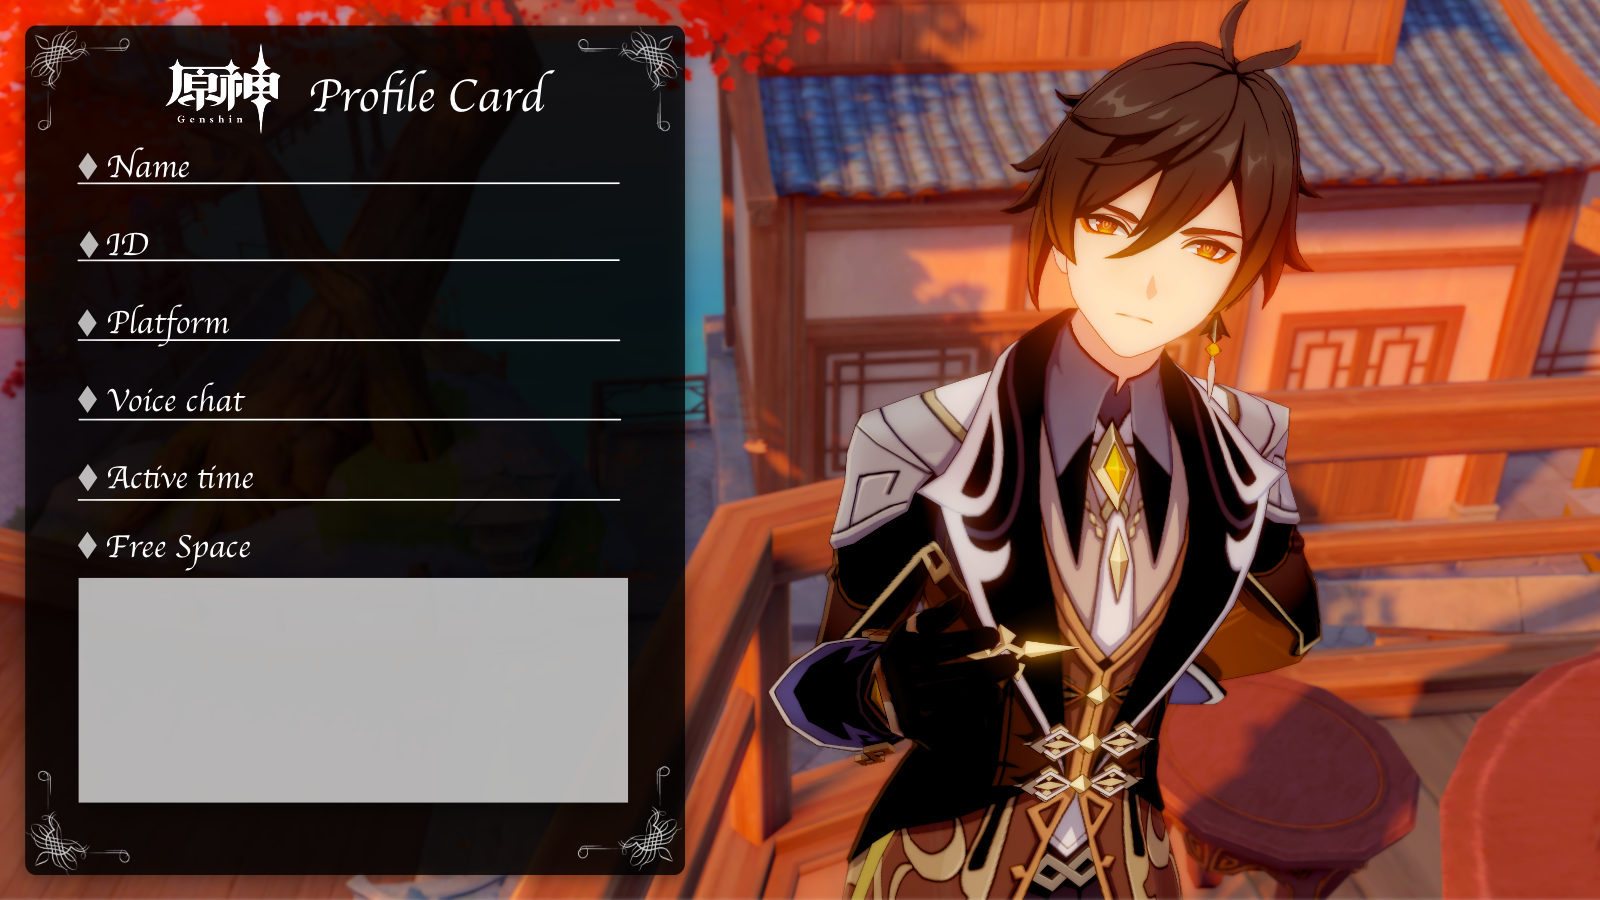 原神
Genshin
Profile Card
Name
ID
Platform
Voice chat
Active time
Free Space